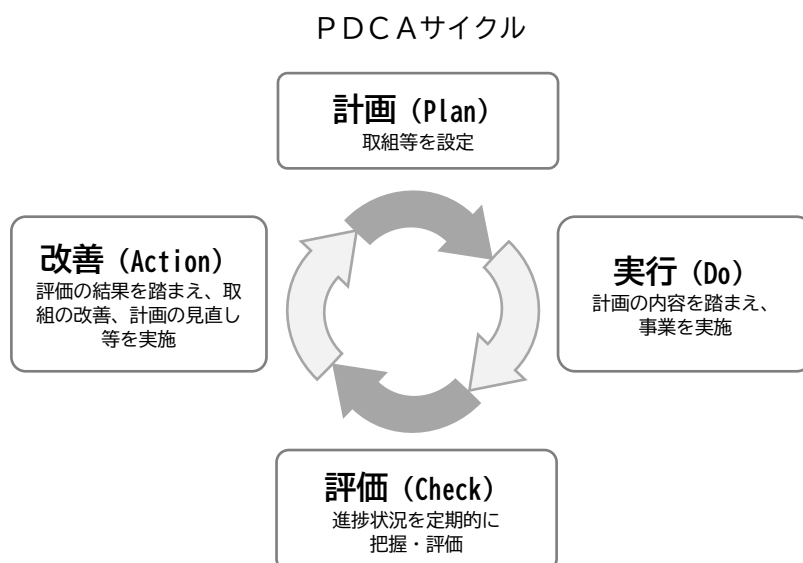 ＰＤＣＡサイクル
計画（Plan）
取組等を設定
実行（Do）
計画の内容を踏まえ、
事業を実施
評価（Check）
進捗状況を定期的に
把握・評価
改善（Action）
評価の結果を踏まえ、取
組の改善、計画の見直し
等を実施